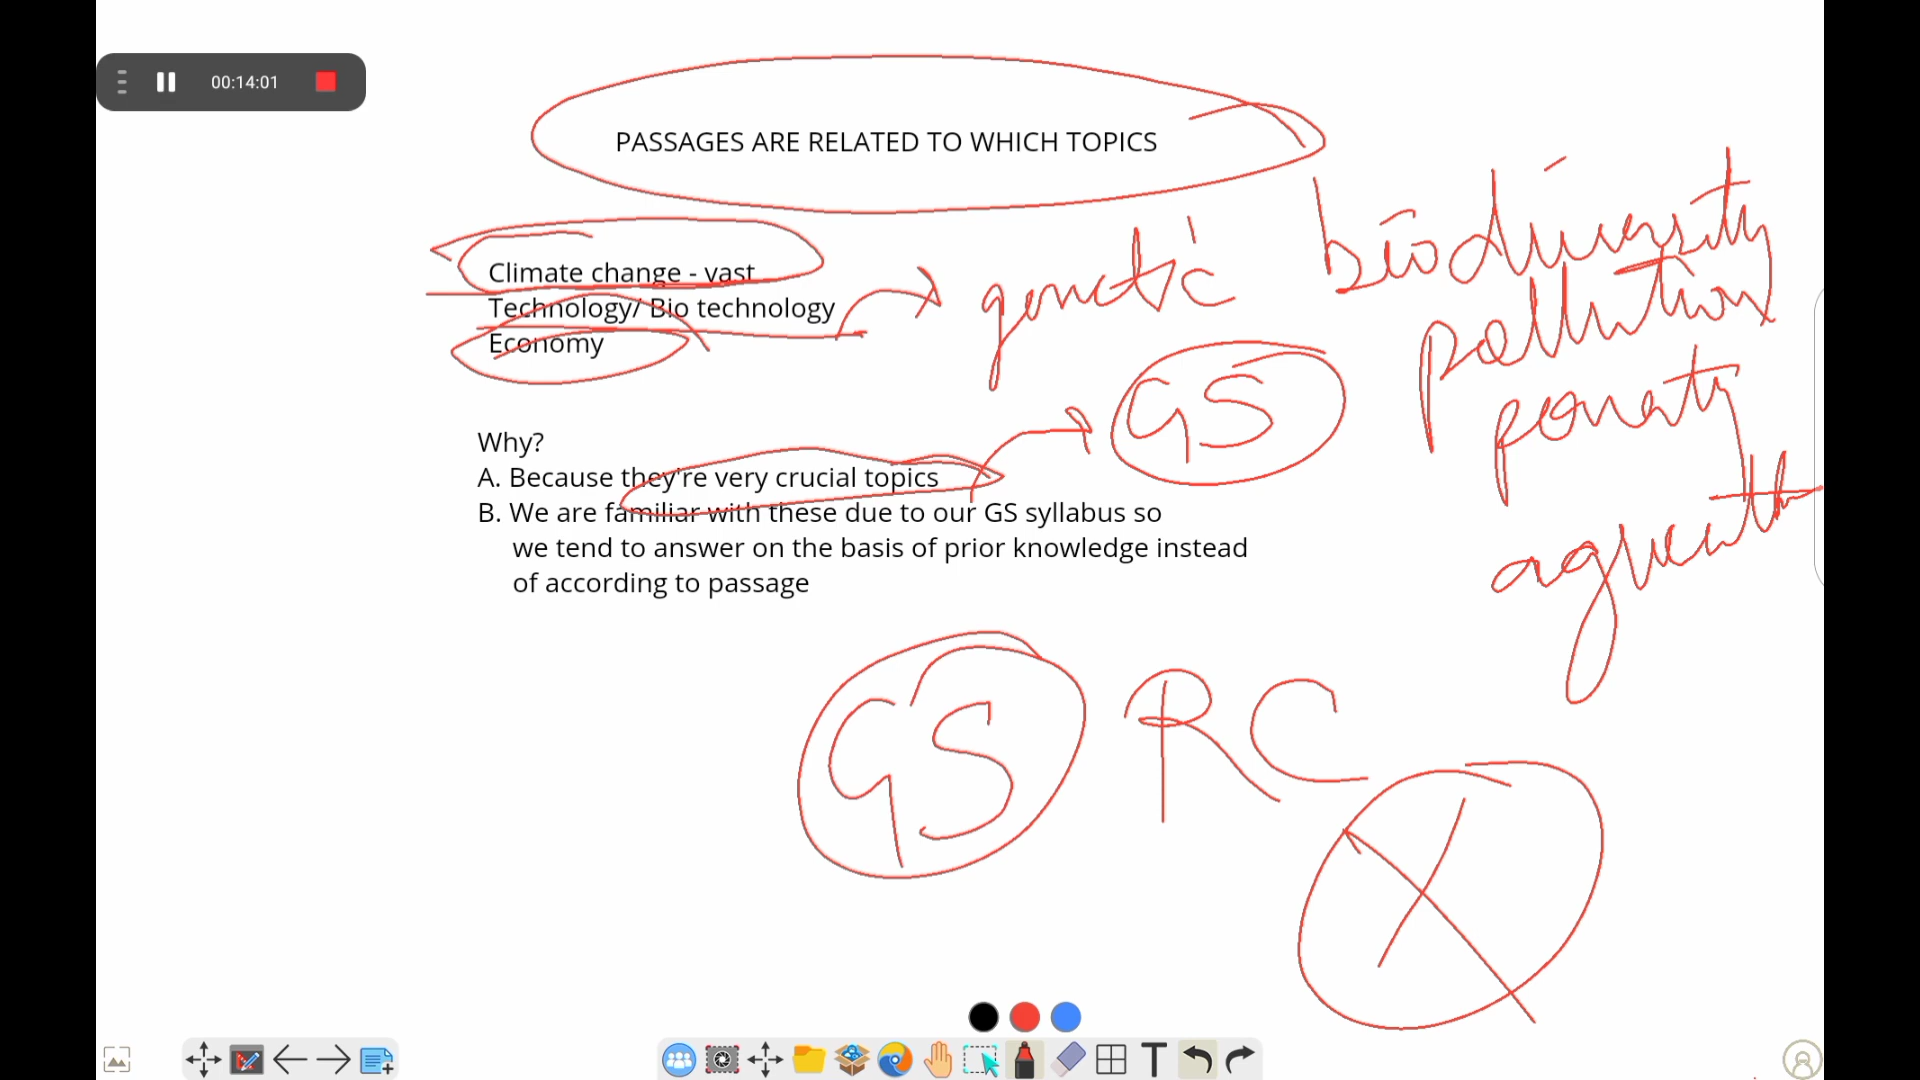 00:14:01
PASSAGES ARE RELATED TO WHICH TOPICS
Climate change - vast
Technology/ Bio technology
Economy
genetic
biodiversity
pollution
poverty
GS
Why?
A. Because they're very crucial topics
B. We are familiar with these due to our GS syllabus so
we tend to answer on the basis of prior knowledge instead
of according to passage
GS RC
X
T